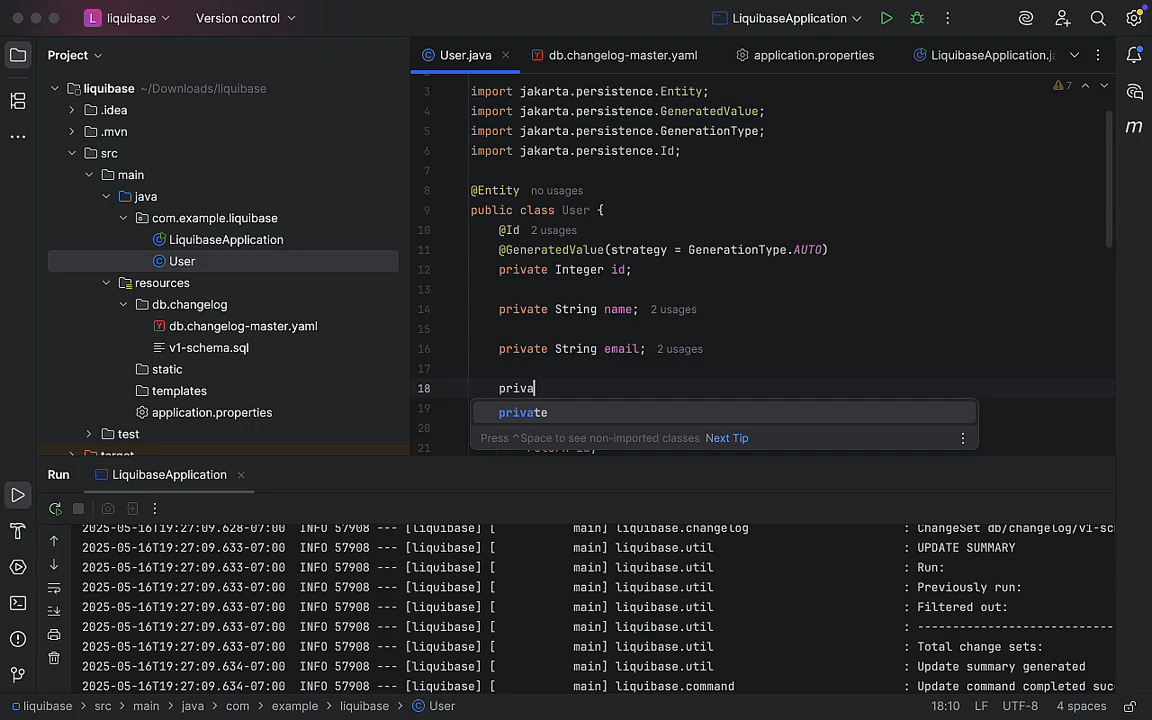 L liquibase Version control LiquibaseApplication
Project
User.java db.changelog-master.yaml application.properties LiquibaseApplication.j
liquibase ~/Downloads/liquibase
.idea
.mvn
src
main
java
com.example.liquibase
LiquibaseApplication
User
resources
db.changelog
db.changelog-master.yaml
v1-schema.sql
static
templates
application.properties
test
7
3 import jakarta.persistence.Entity;
4 import jakarta.persistence.GeneratedValue;
5 import jakarta.persistence.GenerationType;
6 import jakarta.persistence.Id;
7
8 @Entity no usages
9 public class User {
10 @Id 2 usages
11 @GeneratedValue(strategy = GenerationType.AUTO)
12 private Integer id;
13
14 private String name; 2 usages
15
16 private String email; 2 usages
17
18 priva
19 private
20 Press ^Space to see non-imported classes Next Tip
21
Run LiquibaseApplication
2025-05-16T19:27:09.628-07:00 INFO 57908 --- [liquibase] [ main] liquibase.changelog : ChangeSet db/changelog/v1-sc
2025-05-16T19:27:09.633-07:00 INFO 57908 --- [liquibase] [ main] liquibase.util : UPDATE SUMMARY
2025-05-16T19:27:09.633-07:00 INFO 57908 --- [liquibase] [ main] liquibase.util : Run:
2025-05-16T19:27:09.633-07:00 INFO 57908 --- [liquibase] [ main] liquibase.util : Previously run:
2025-05-16T19:27:09.633-07:00 INFO 57908 --- [liquibase] [ main] liquibase.util : Filtered out:
2025-05-16T19:27:09.633-07:00 INFO 57908 --- [liquibase] [ main] liquibase.util : ---------------------------
2025-05-16T19:27:09.633-07:00 INFO 57908 --- [liquibase] [ main] liquibase.util : Total change sets:
2025-05-16T19:27:09.634-07:00 INFO 57908 --- [liquibase] [ main] liquibase.util : Update summary generated
2025-05-16T19:27:09.634-07:00 INFO 57908 --- [liquibase] [ main] liquibase.command : Update command completed suc
liquibase > src > main > java > com > example > liquibase > User 18:10 LF UTF-8 4 spaces